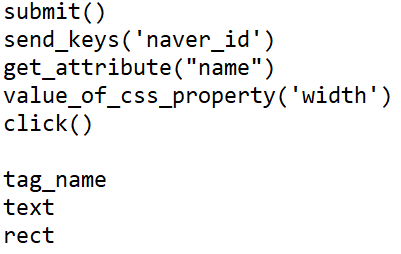 submit()
send_keys('naver_id')
get_attribute("name")
value_of_css_property('width')
click()

tag_name
text
rect